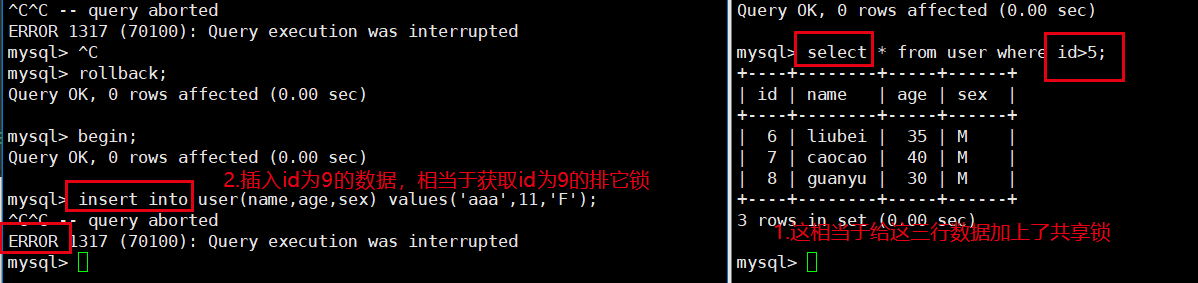 ^C^C -- query aborted
ERROR 1317 (70100): Query execution was interrupted
mysql> ^C
mysql> rollback;
Query OK, 0 rows affected (0.00 sec)
mysql> begin;
Query OK, 0 rows affected (0.00 sec)
2.插入id为9的数据，相当于获取id为9的排它锁
mysql> insert into user(name,age,sex) values('aaa',11,'F');
^C^C -- query aborted
ERROR 1317 (70100): Query execution was interrupted
mysql>
Query OK, 0 rows affected (0.00 sec)
mysql> select * from user where id>5;
+----+--------+-----+-----+
| id | name | age | sex |
+----+--------+-----+-----+
| 6 | liubei | 35 | M |
| 7 | caocao | 40 | M |
| 8 | guanyu | 30 | M |
+----+--------+-----+-----+
3 rows in set (0.00 sec)
1.这相当于给这三行数据加上了共享锁
mysql>